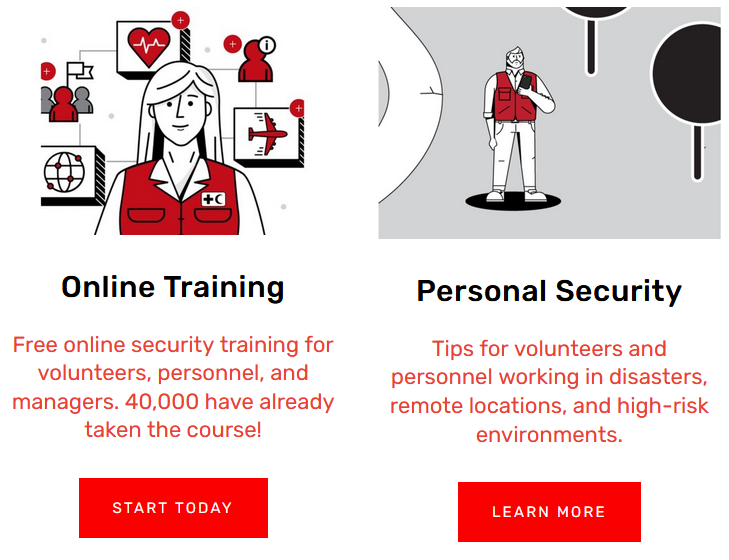 Online Training
Free online security training for
volunteers, personnel, and
managers. 40,000 have already
taken the course!
START TODAY
Personal Security
Tips for volunteers and
personnel working in disasters,
remote locations, and high-risk
environments.
LEARN MORE